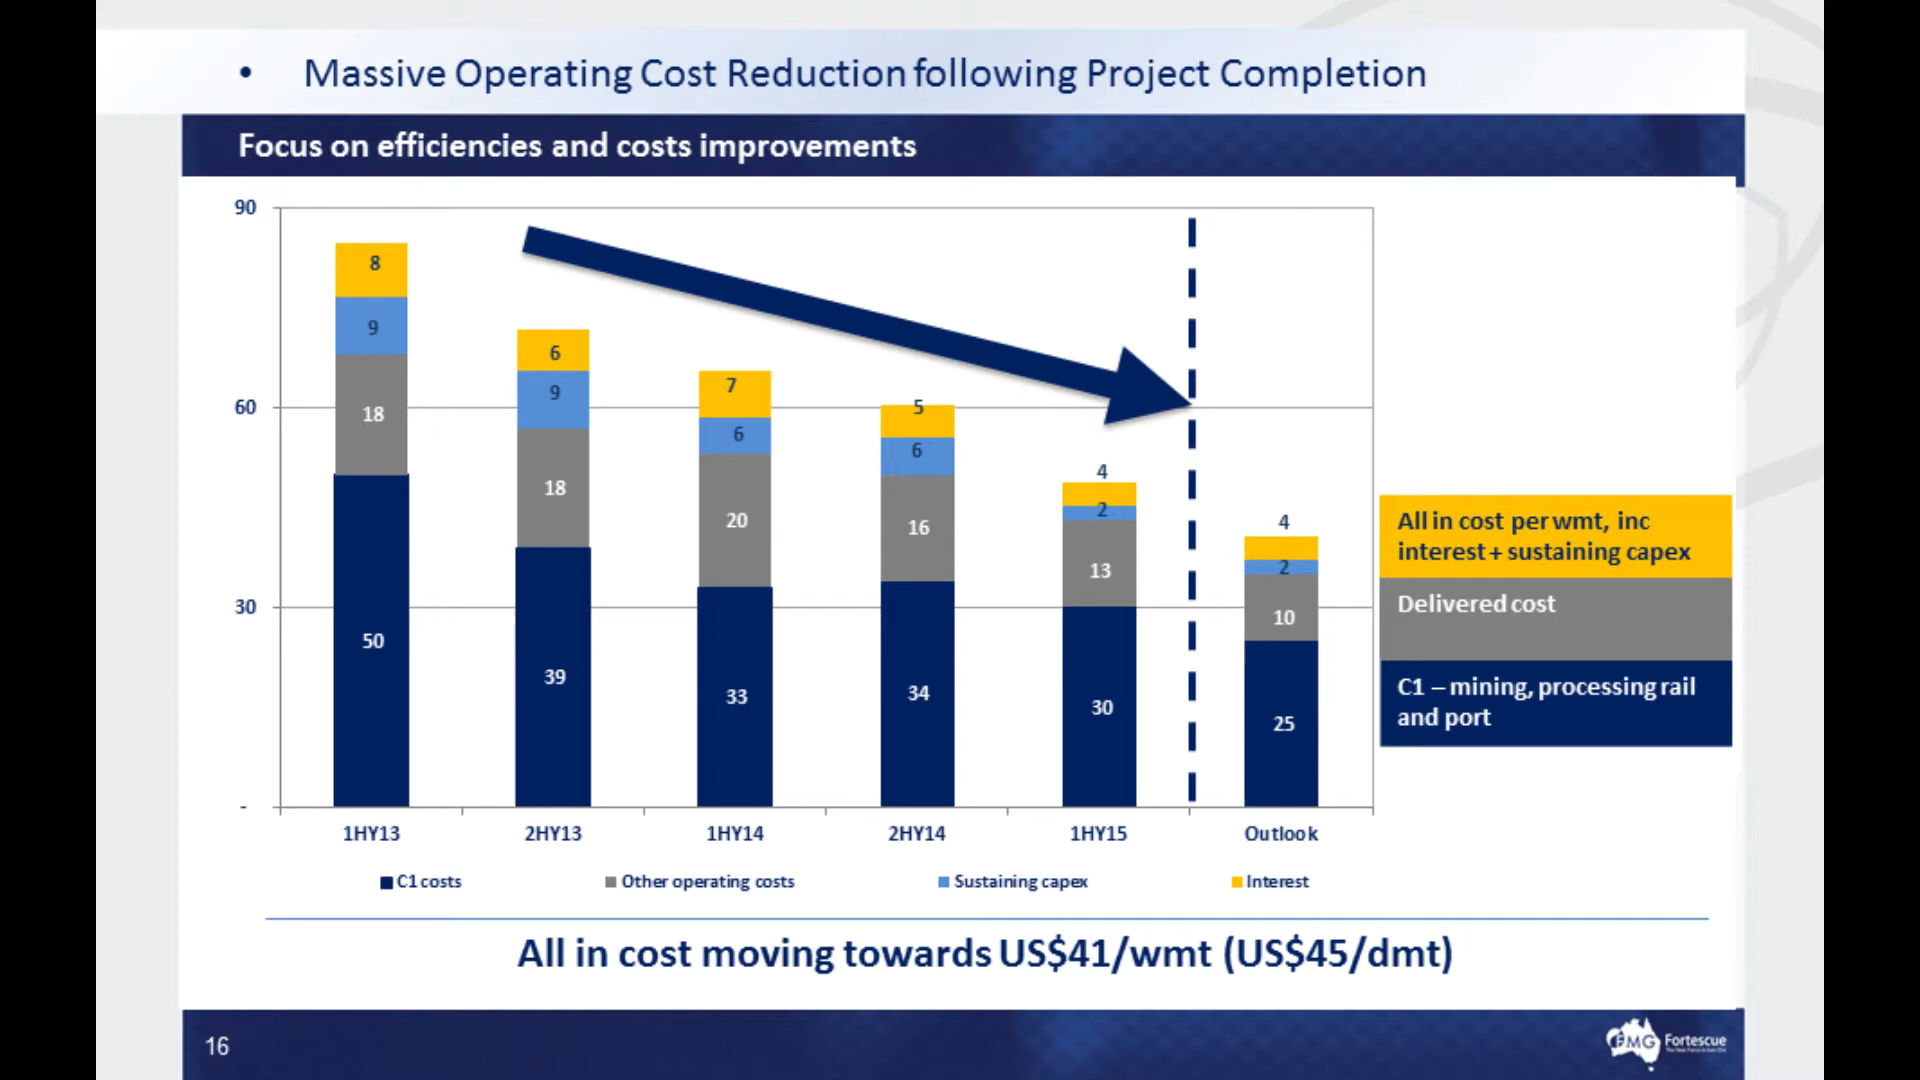 • Massive Operating Cost Reduction following Project Completion
Focus on efficiencies and costs improvements
90
60
30
-
8
9
18
50
6
9
18
39
7
6
20
33
5
6
16
34
4
2
13
30
4
2
10
25
1HY13 2HY13 1HY14 2HY14 1HY15 Outlook
C1 costs Other operating costs Sustaining capex Interest
All in cost per wmt, inc
interest + sustaining capex
Delivered cost
C1 – mining, processing rail
and port
All in cost moving towards US$41/wmt (US$45/dmt)
16
FMG Fortescue